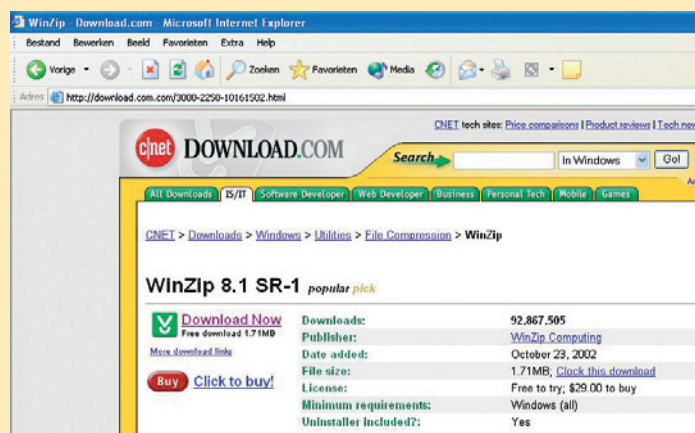 WinZip - Download.com - Microsoft Internet Explorer
Bestand Bewerken Beeld Favorieten Extra Help
Vorige Zoeken Favorieten Media
Adres http://download.com.com/3000-2250-10161502.html
CNET tech sites: Price comparisons | Product reviews | Tech new
c|net DOWNLOAD.COM
Search In Windows Go!
All Downloads IS/IT Software Developer Web Developer Business Personal Tech Mobile Games
CNET > Downloads > Windows > Utilities > File Compression > WinZip
WinZip 8.1 SR-1 popular pick
Download Now
Free download 1.71MB
More download links
Buy Click to buy!
Downloads: 92,867,505
Publisher: WinZip Computing
Date added: October 23, 2002
File size: 1.71MB; Clock this download
License: Free to try; $29.00 to buy
Minimum requirements: Windows (all)
Uninstaller Included?: Yes